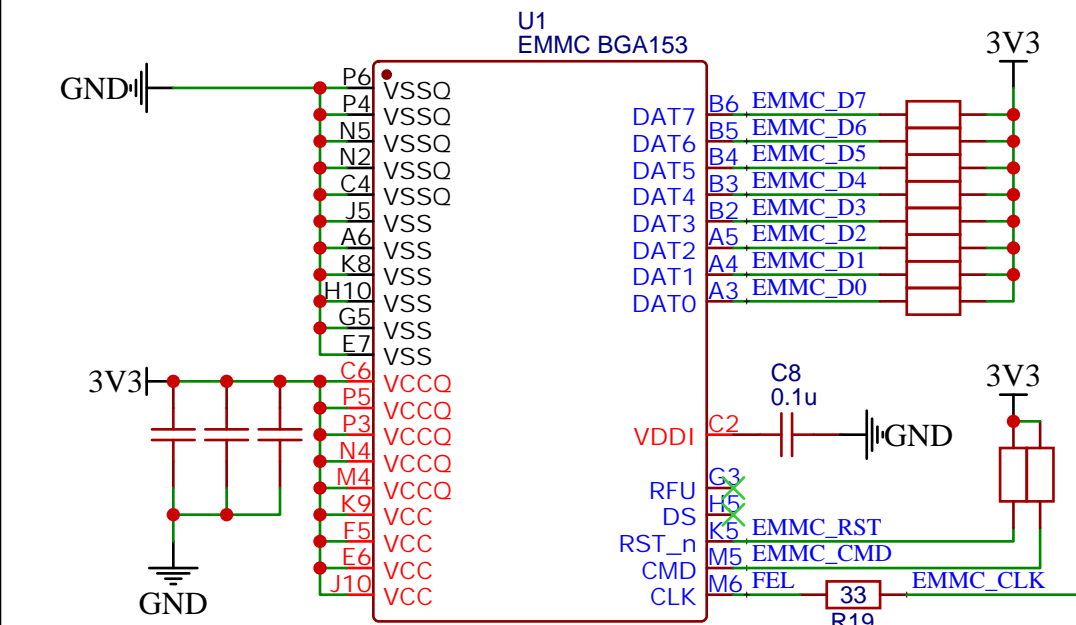 U1
EMMC BGA153
3V3
GND
P6 VSSQ
P4 VSSQ
N5 VSSQ
N2 VSSQ
C4 VSSQ
J5 VSS
A6 VSS
K8 VSS
H10 VSS
G5 VSS
E7 VSS
DAT7 B6 EMMC_D7
DAT6 B5 EMMC_D6
DAT5 B4 EMMC_D5
DAT4 B3 EMMC_D4
DAT3 B2 EMMC_D3
DAT2 A5 EMMC_D2
DAT1 A4 EMMC_D1
DAT0 A3 EMMC_D0
3V3
C6 VCCQ
P5 VCCQ
P3 VCCQ
N4 VCCQ
M4 VCCQ
K9 VCC
F5 VCC
E6 VCC
J10 VCC
GND
C8
0.1u
VDDI C2
GND
3V3
RFU G3
DS H5
RST_n K5 EMMC_RST
CMD M5 EMMC_CMD
CLK M6 FEL
33
EMMC_CLK
R19